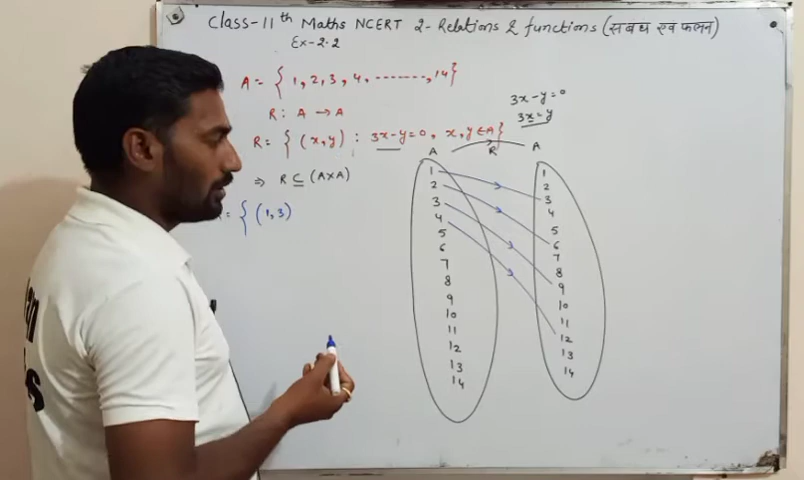 Class-11th Maths NCERT 2-Relations & functions (सबंध एवं फलन)
Ex-2.2
A = { 1, 2, 3, 4, ------, 14}
R : A → A
R = { (x, y) : 3x-y=0, x, y ∈ A}
⇒ R ⊆ (A×A)
= { (1, 3)
3x-y=0
3x=y
A R A
1 1
2 2
3 3
4 4
5 5
6 6
7 7
8 8
9 9
10 10
11 11
12 12
13 13
14 14